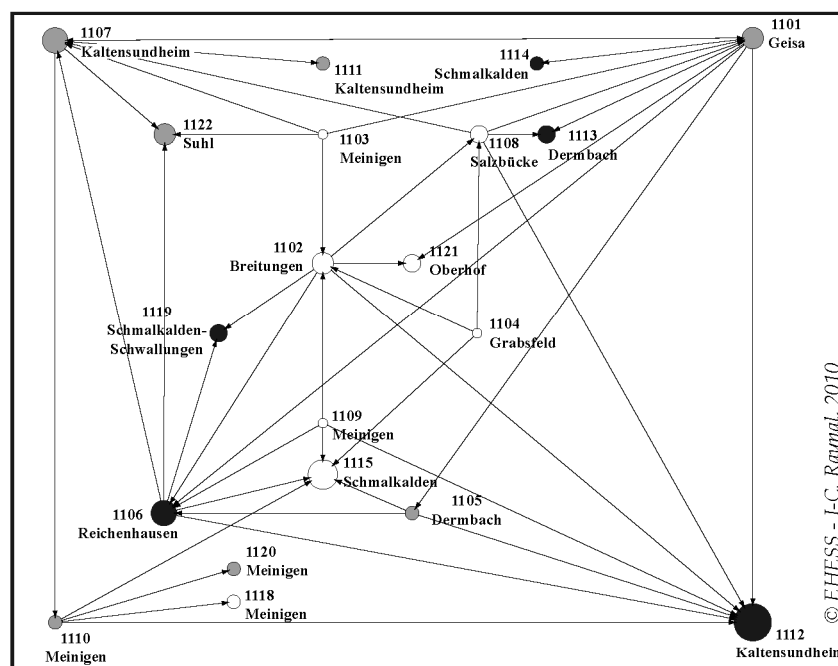 1107
Kaltensundheim
1101
Geisa
1111
Kaltensundheim
1114
Schmalkalden
1122
Suhl
1103
Meinigen
1108
Salzbücke
1113
Dermbach
1102
Breitungen
1121
Oberhof
1119
Schmalkalden-
Schwallungen
1104
Grabsfeld
1109
Meinigen
1115
Schmalkalden
1106
Reichenhausen
1105
Dermbach
1120
Meinigen
1118
Meinigen
1110
Meinigen
1112
Kaltensundheim
© EHESS - J-C. Raynal, 2010